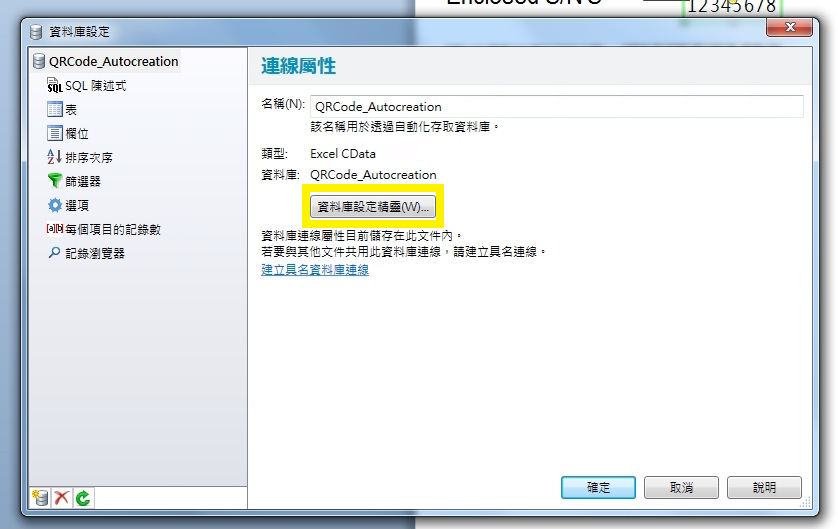 Enclosed S/N'S
12345678
資料庫設定
QRCode_Autocreation
SQL 陳述式
表
欄位
排序次序
篩選器
選項
每個項目的記錄數
記錄瀏覽器
連線屬性
名稱(N): QRCode_Autocreation
該名稱用於透過自動化存取資料庫。
類型: Excel CData
資料庫: QRCode_Autocreation
資料庫設定精靈(W)...
資料庫連線屬性目前儲存在此文件內。
若要與其他文件共用此資料庫連線，請建立具名連線。
建立具名資料庫連線
確定
取消
說明